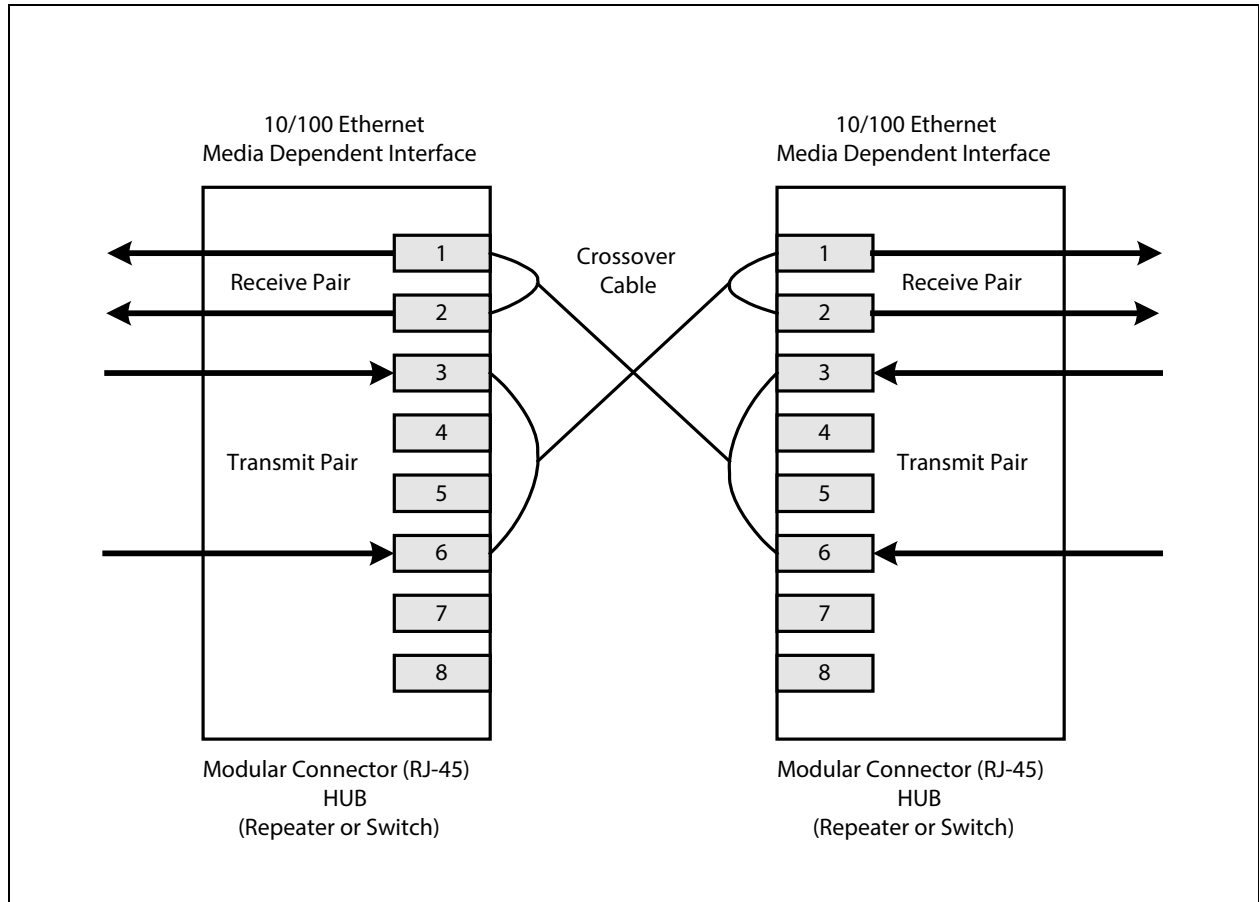 10/100 Ethernet
Media Dependent Interface
10/100 Ethernet
Media Dependent Interface
1
Receive Pair
2
3
4
Transmit Pair
5
6
7
8
Crossover
Cable
1
Receive Pair
2
3
4
Transmit Pair
5
6
7
8
Modular Connector (RJ-45)
HUB
(Repeater or Switch)
Modular Connector (RJ-45)
HUB
(Repeater or Switch)